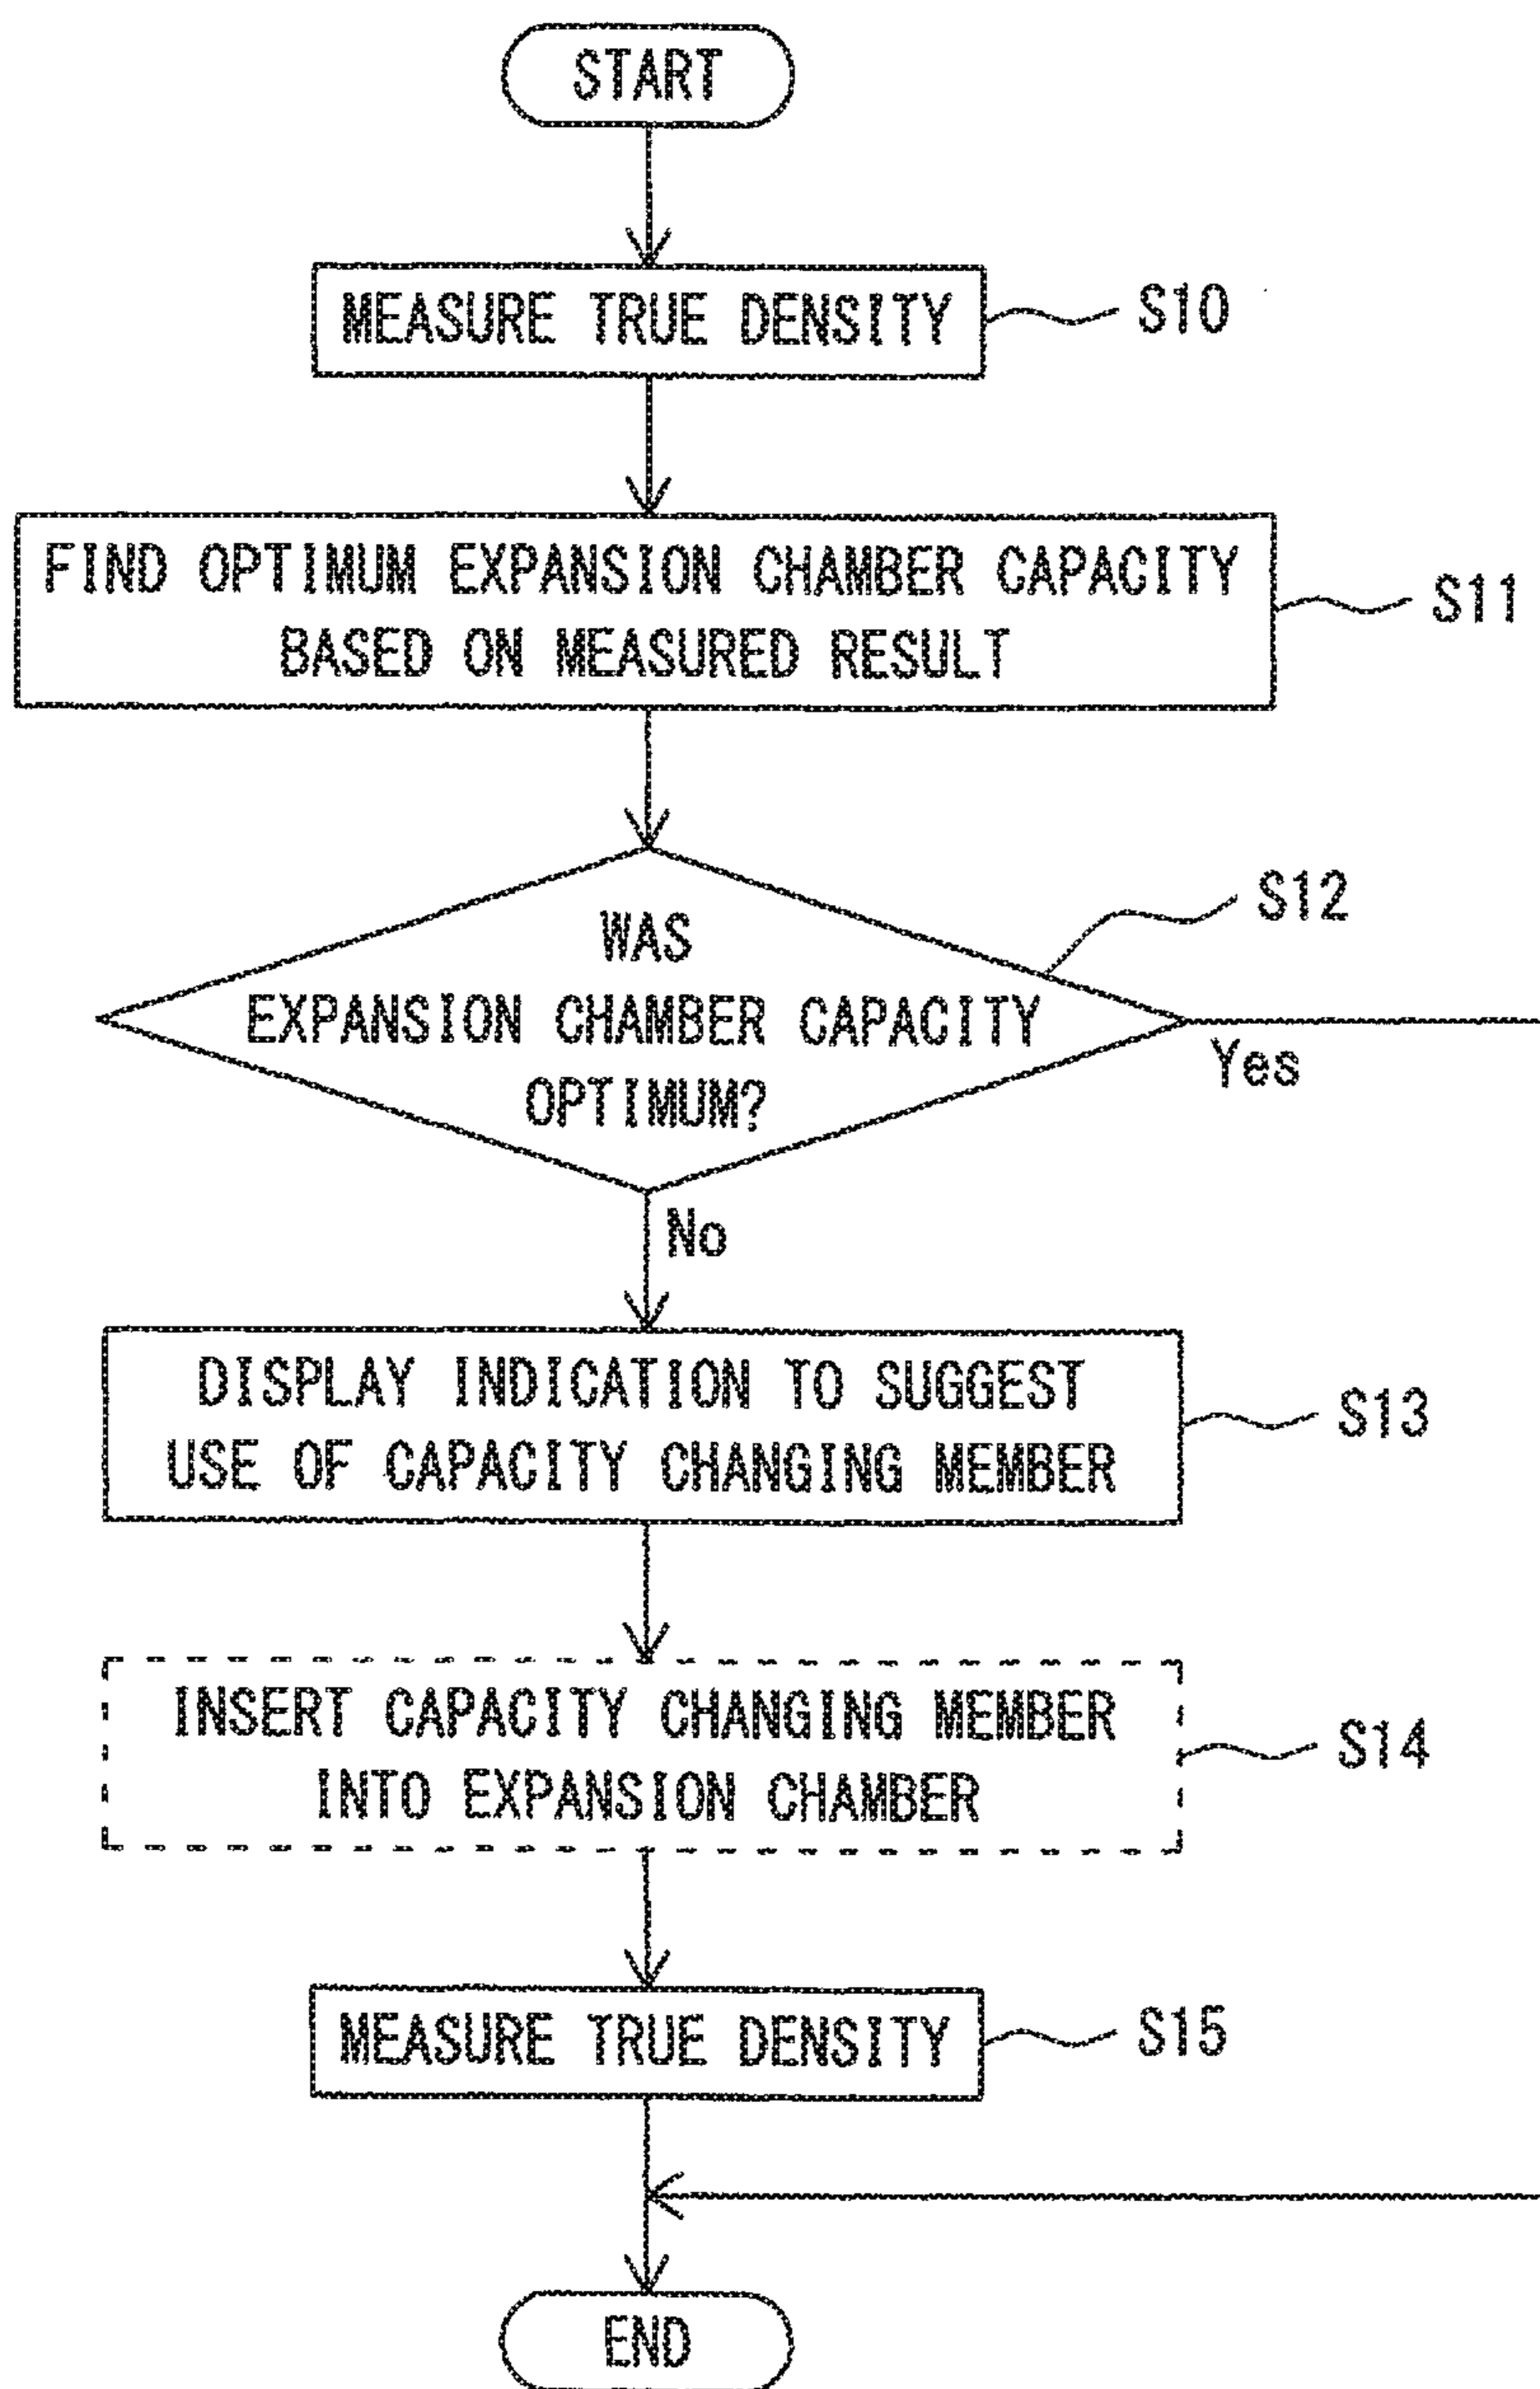 START
MEASURE TRUE DENSITY
S10
FIND OPTIMUM EXPANSION CHAMBER CAPACITY
BASED ON MEASURED RESULT
S11
WAS
EXPANSION CHAMBER CAPACITY
OPTIMUM?
S12
Yes
No
DISPLAY INDICATION TO SUGGEST
USE OF CAPACITY CHANGING MEMBER
S13
INSERT CAPACITY CHANGING MEMBER
INTO EXPANSION CHAMBER
S14
MEASURE TRUE DENSITY
S15
END